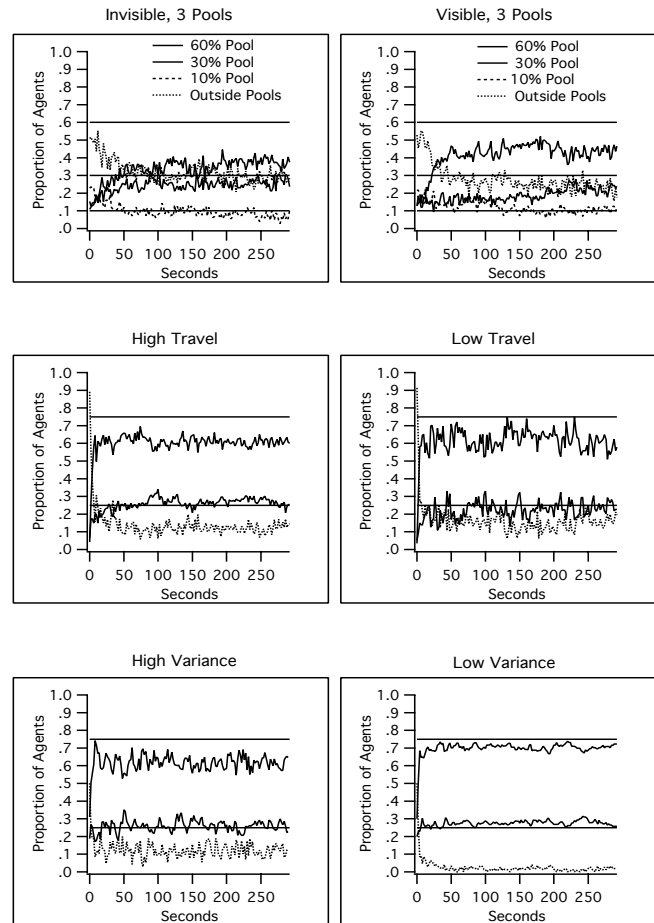 Invisible, 3 Pools
Proportion of Agents
1.0
.9
.8
.7
.6
.5
.4
.3
.2
.1
.0
60% Pool
30% Pool
10% Pool
Outside Pools
0 50 100 150 200 250
Seconds
Visible, 3 Pools
Proportion of Agents
1.0
.9
.8
.7
.6
.5
.4
.3
.2
.1
.0
60% Pool
30% Pool
10% Pool
Outside Pools
0 50 100 150 200 250
Seconds
High Travel
Proportion of Agents
1.0
.9
.8
.7
.6
.5
.4
.3
.2
.1
.0
0 50 100 150 200 250
Seconds
Low Travel
Proportion of Agents
1.0
.9
.8
.7
.6
.5
.4
.3
.2
.1
.0
0 50 100 150 200 250
Seconds
High Variance
Proportion of Agents
1.0
.9
.8
.7
.6
.5
.4
.3
.2
.1
.0
0 50 100 150 200 250
Seconds
Low Variance
Proportion of Agents
1.0
.9
.8
.7
.6
.5
.4
.3
.2
.1
.0
0 50 100 150 200 250
Seconds